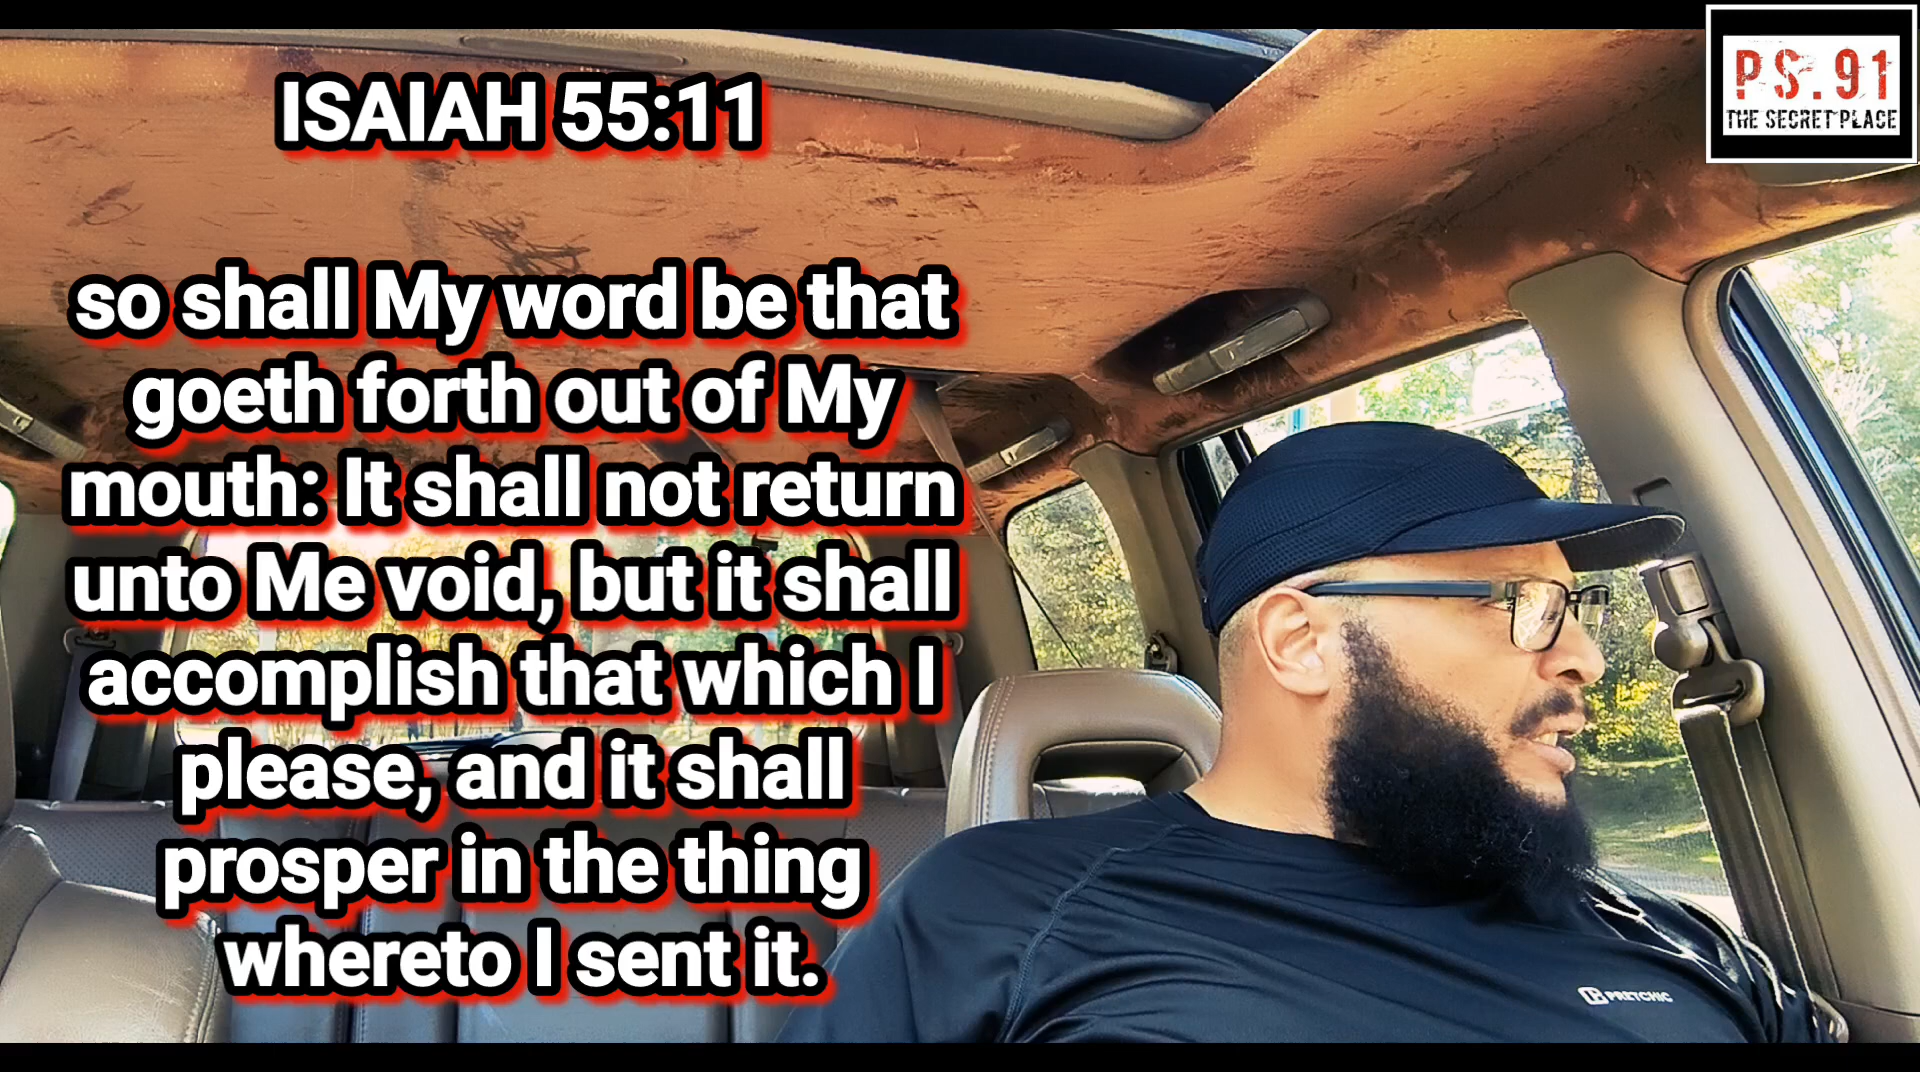 ISAIAH 55:11
so shall My word be that
goeth forth out of My
mouth: It shall not return
unto Me void, but it shall
accomplish that which I
please, and it shall
prosper in the thing
whereto I sent it.
PS.91
THE SECRET PLACE
PRETCHIC